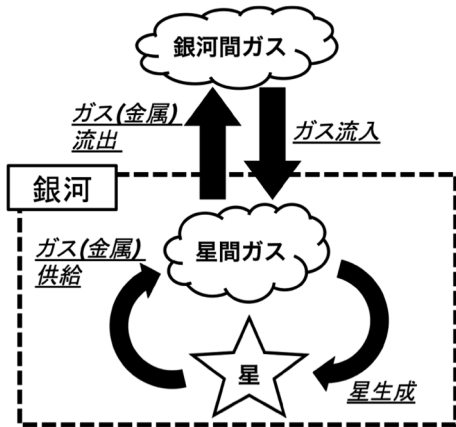 銀河間ガス
ガス(金属)
流出
ガス流入
銀河
ガス(金属)
供給
星間ガス
星
星生成